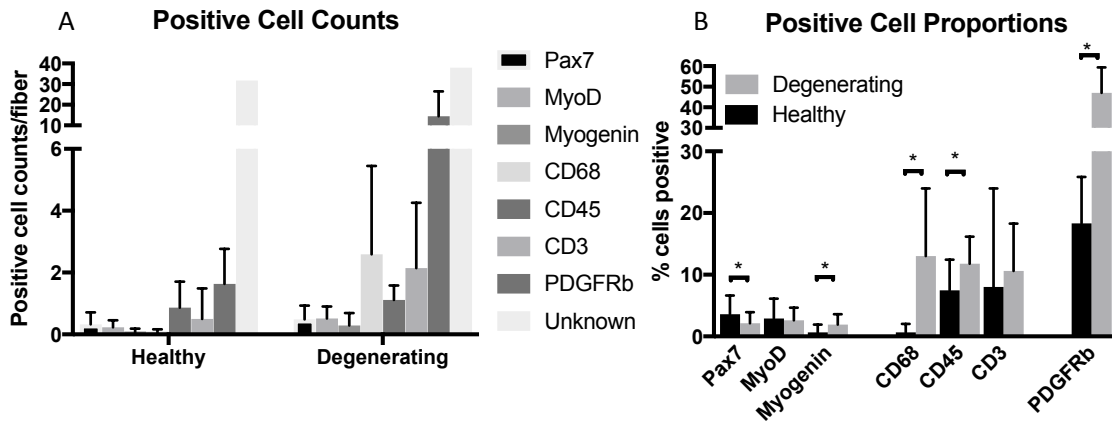 A
Positive Cell Counts
Positive cell counts/fiber
40
30
20
10
6
4
2
0
Healthy
Degenerating
Pax7
MyoD
Myogenin
CD68
CD45
CD3
PDGFRb
Unknown
B
Positive Cell Proportions
% cells positive
60
50
40
30
30
20
10
0
Degenerating
Healthy
*
*
*
*
*
Pax7
MyoD
Myogenin
CD68
CD45
CD3
PDGFRb